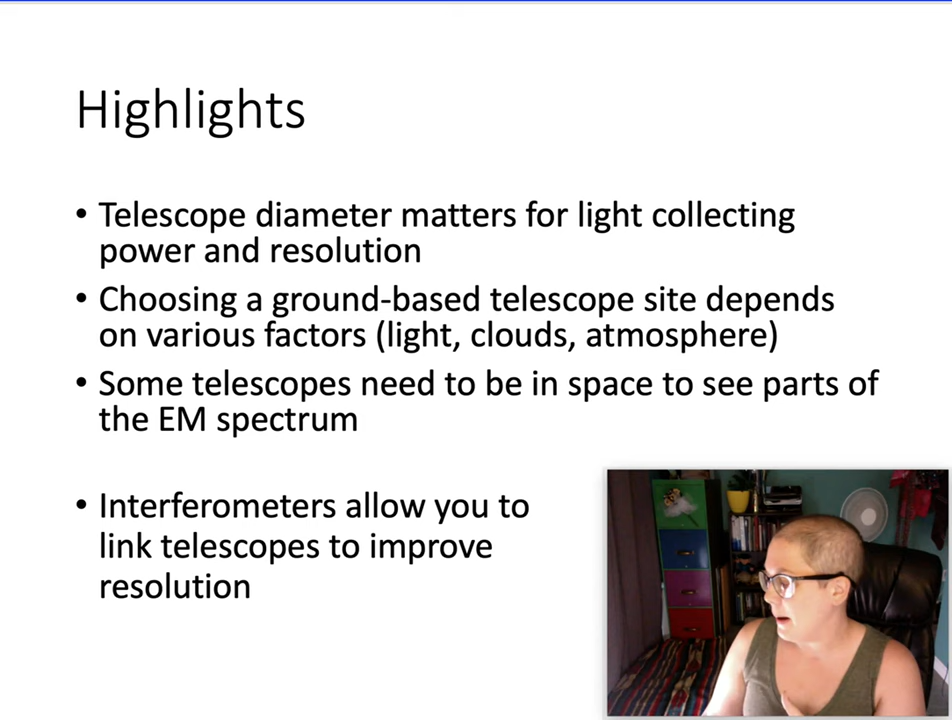 Highlights
• Telescope diameter matters for light collecting
power and resolution
• Choosing a ground-based telescope site depends
on various factors (light, clouds, atmosphere)
• Some telescopes need to be in space to see parts of
the EM spectrum
• Interferometers allow you to
link telescopes to improve
resolution